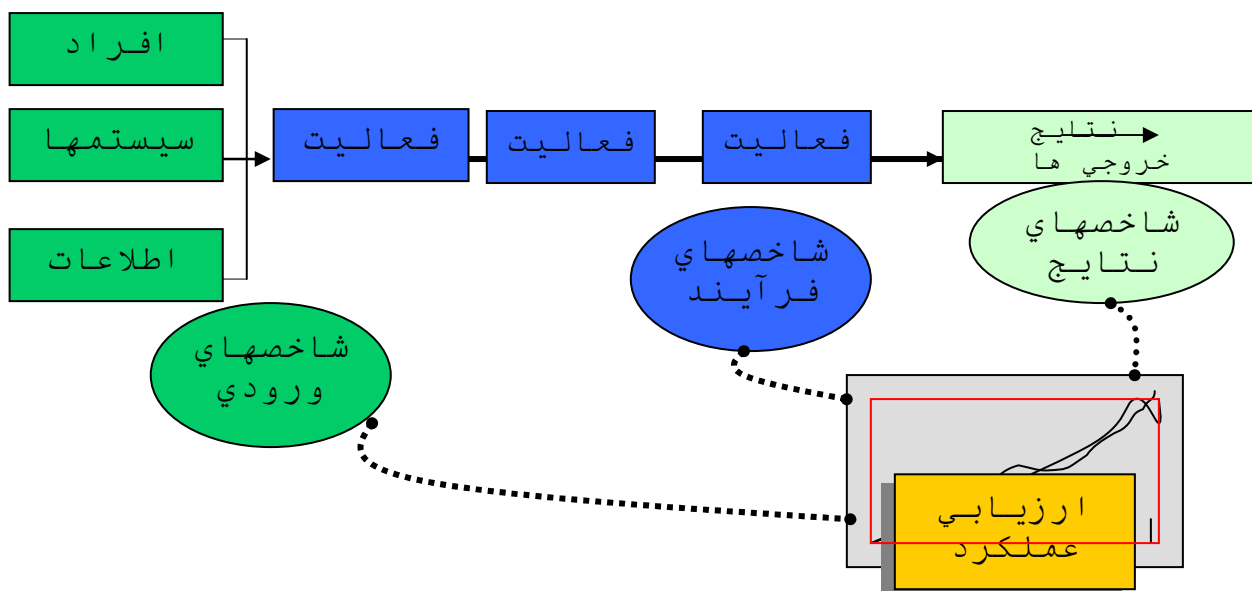 افراد
سيستمها
اطلاعات
فعاليت
فعاليت
فعاليت
نتايج
خروجي ها
شاخصهاي
ورودي
شاخصهاي
فرآيند
شاخصهاي
نتايج
ارزيابي
عملكرد